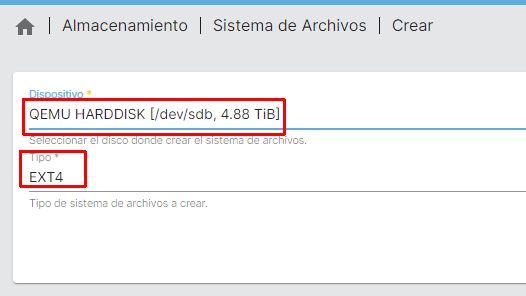 Almacenamiento | Sistema de Archivos | Crear
Dispositivo *
QEMU HARDDISK [/dev/sdb, 4.88 TiB]
Seleccionar el disco donde crear el sistema de archivos.
Tipo *
EXT4
Tipo de sistema de archivos a crear.